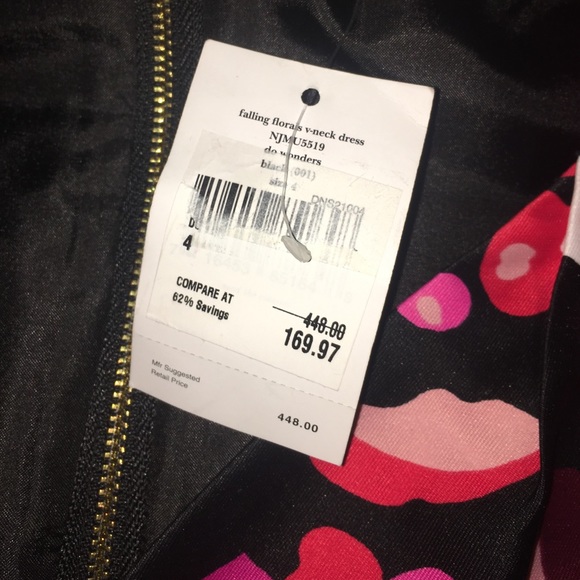 falling florals v-neck dress
NJMU5519
do wonders
black (001)
size 4
DNS21004
4
COMPARE AT
62% Savings
448.00
169.97
Mfr Suggested
Retail Price
448.00